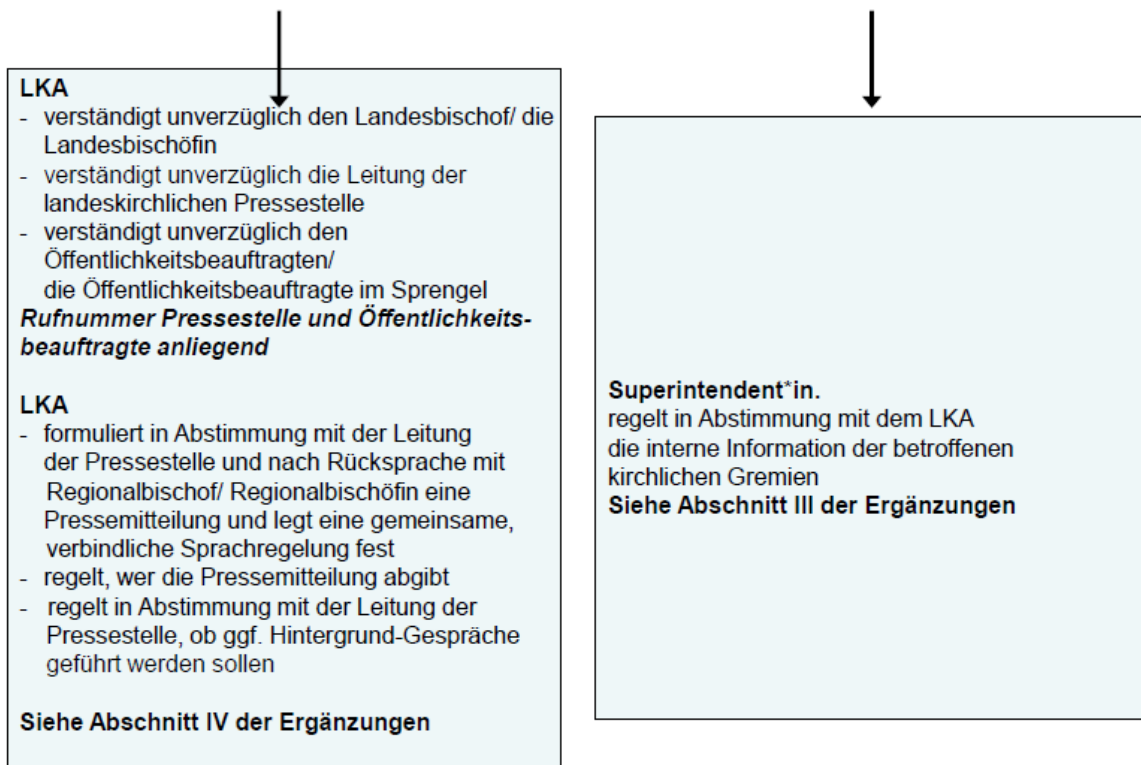 LKA
- verständigt unverzüglich den Landesbischof/ die
Landesbischöfin
- verständigt unverzüglich die Leitung der
landeskirchlichen Pressestelle
- verständigt unverzüglich den
Öffentlichkeitsbeauftragten/
die Öffentlichkeitsbeauftragte im Sprengel
Rufnummer Pressestelle und Öffentlichkeits-
beauftragte anliegend
LKA
- formuliert in Abstimmung mit der Leitung
der Pressestelle und nach Rücksprache mit
Regionalbischof/ Regionalbischöfin eine
Pressemitteilung und legt eine gemeinsame,
verbindliche Sprachregelung fest
- regelt, wer die Pressemitteilung abgibt
- regelt in Abstimmung mit der Leitung der
Pressestelle, ob ggf. Hintergrund-Gespräche
geführt werden sollen
Siehe Abschnitt IV der Ergänzungen
Superintendent*in.
regelt in Abstimmung mit dem LKA
die interne Information der betroffenen
kirchlichen Gremien
Siehe Abschnitt III der Ergänzungen